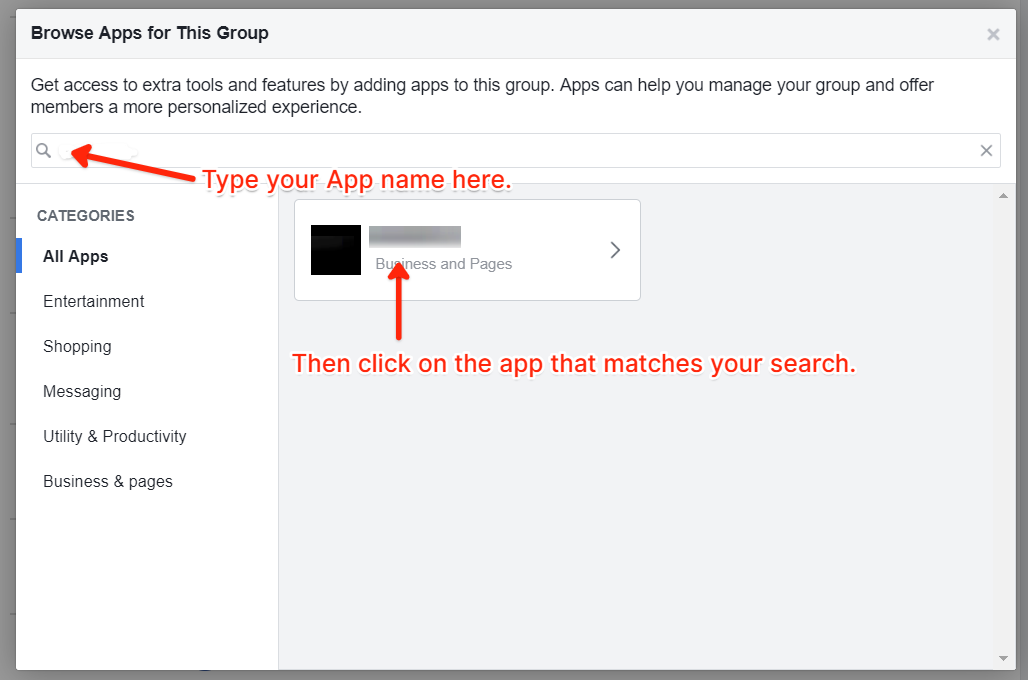 Browse Apps for This Group
Get access to extra tools and features by adding apps to this group. Apps can help you manage your group and offer
members a more personalized experience.
Type your App name here.
CATEGORIES
All Apps
Entertainment
Shopping
Messaging
Utility & Productivity
Business & pages
Business and Pages
Then click on the app that matches your search.